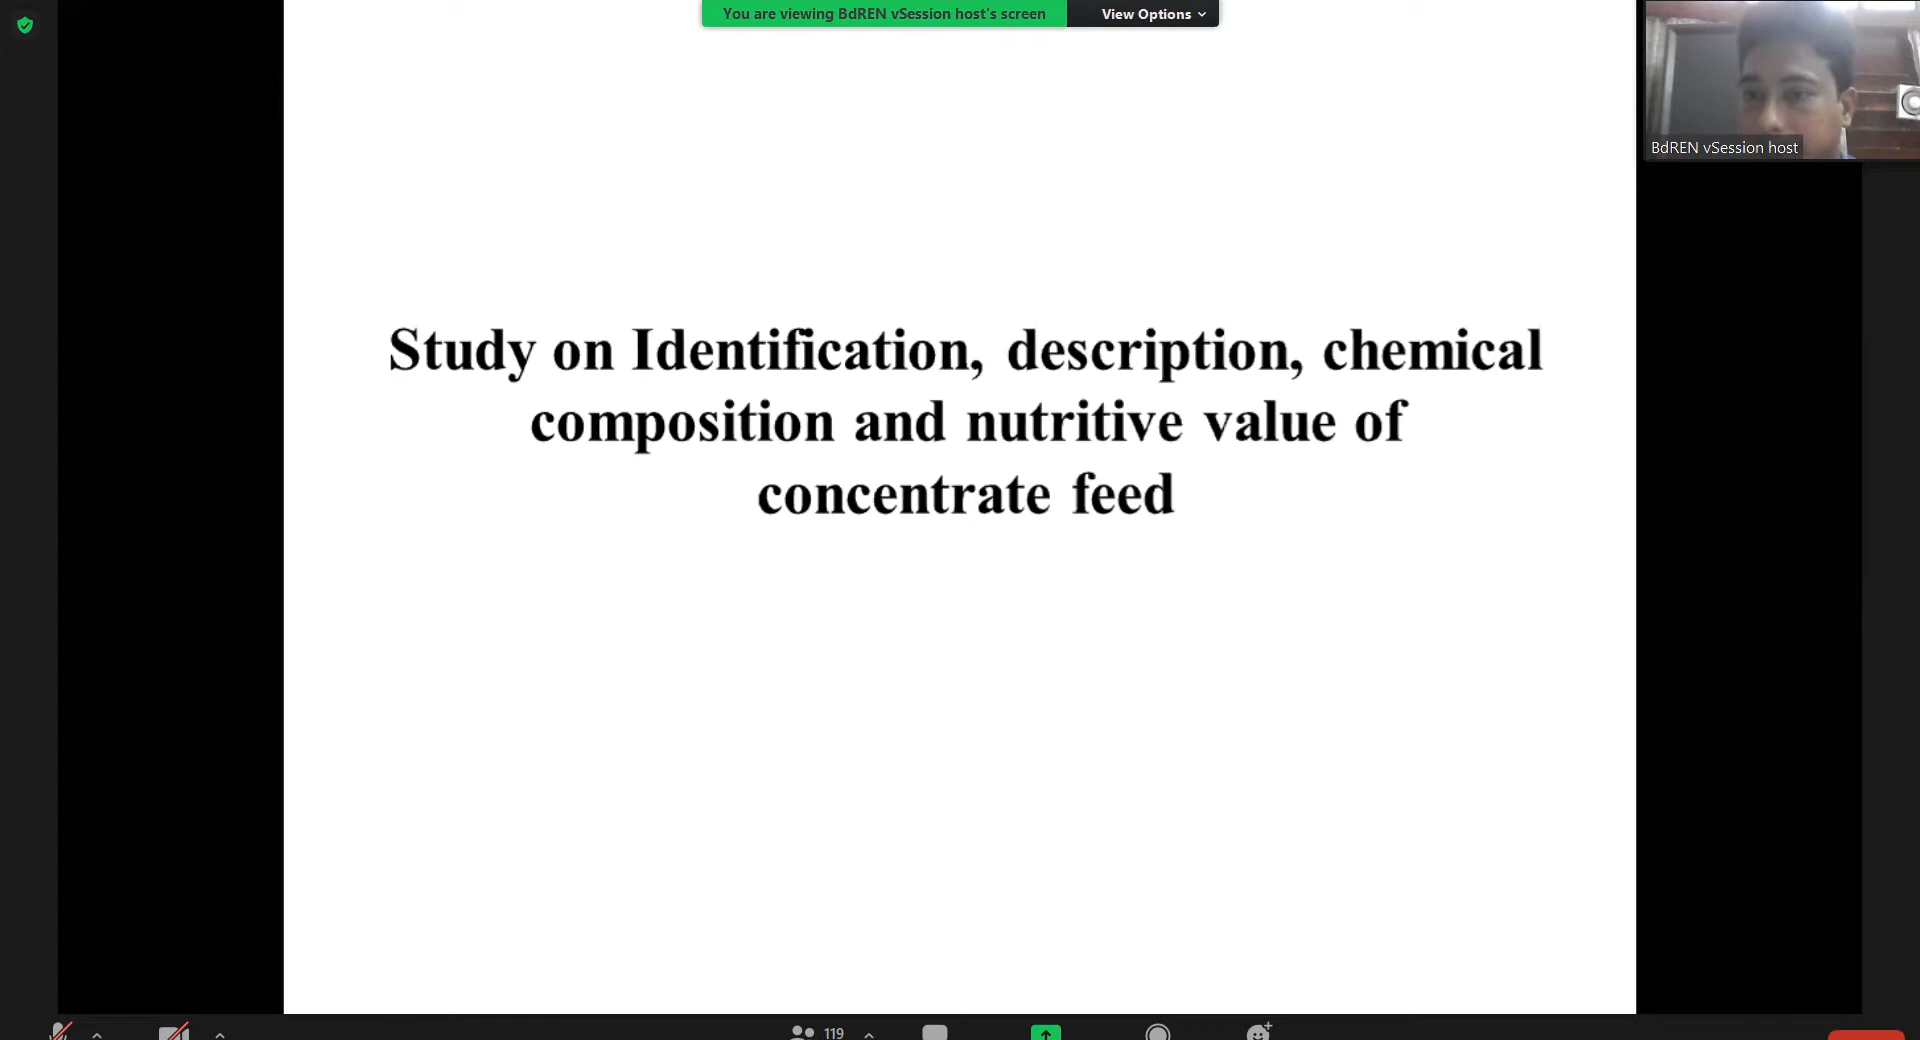 You are viewing BdREN vSession host's screen
View Options
BdREN vSession host
Study on Identification, description, chemical
composition and nutritive value of
concentrate feed
119